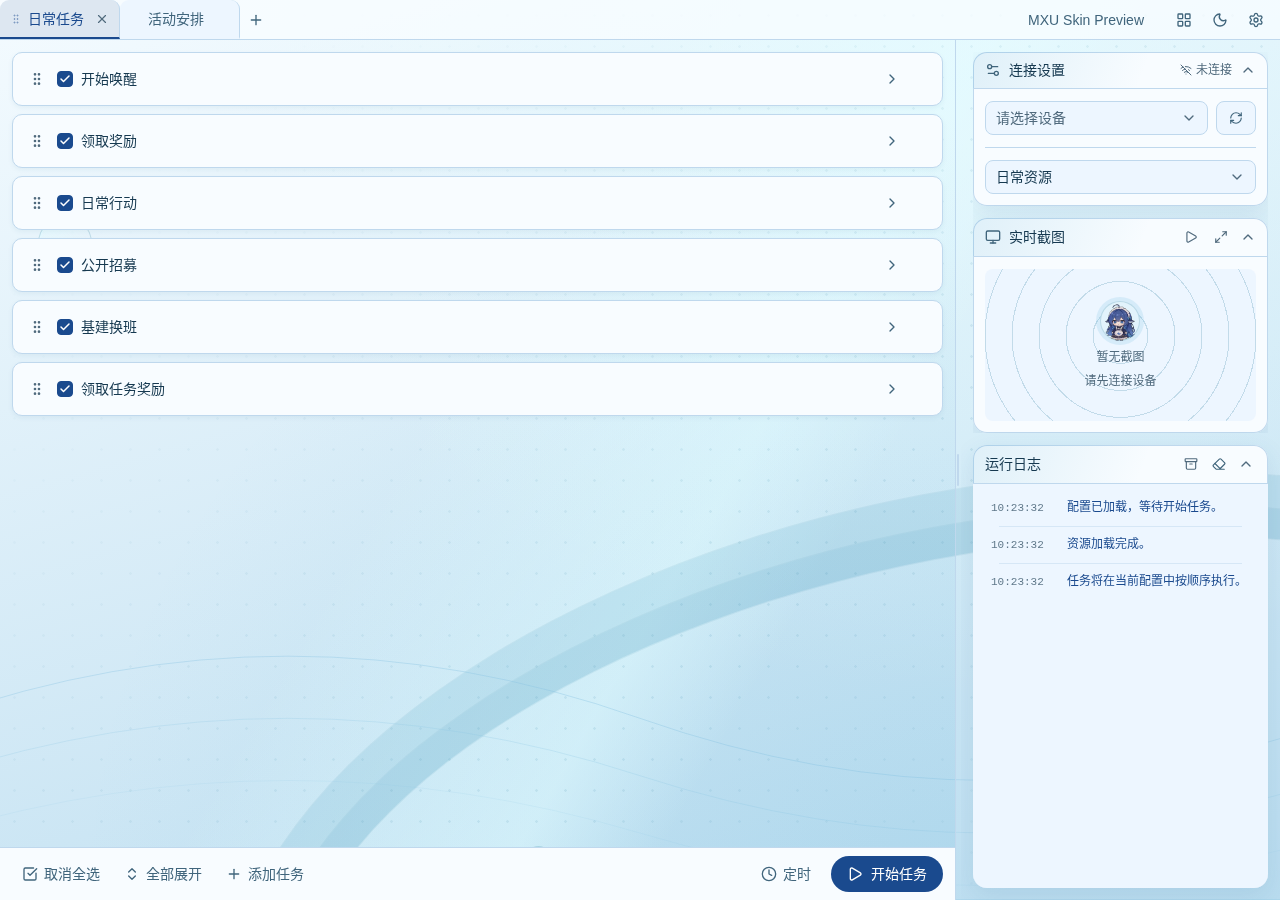 日常任务
活动安排
MXU Skin Preview
开始唤醒
领取奖励
日常行动
公开招募
基建换班
领取任务奖励
连接设置
未连接
请选择设备
日常资源
实时截图
暂无截图
请先连接设备
运行日志
10:23:32 配置已加载，等待开始任务。
10:23:32 资源加载完成。
10:23:32 任务将在当前配置中按顺序执行。
取消全选
全部展开
添加任务
定时
开始任务